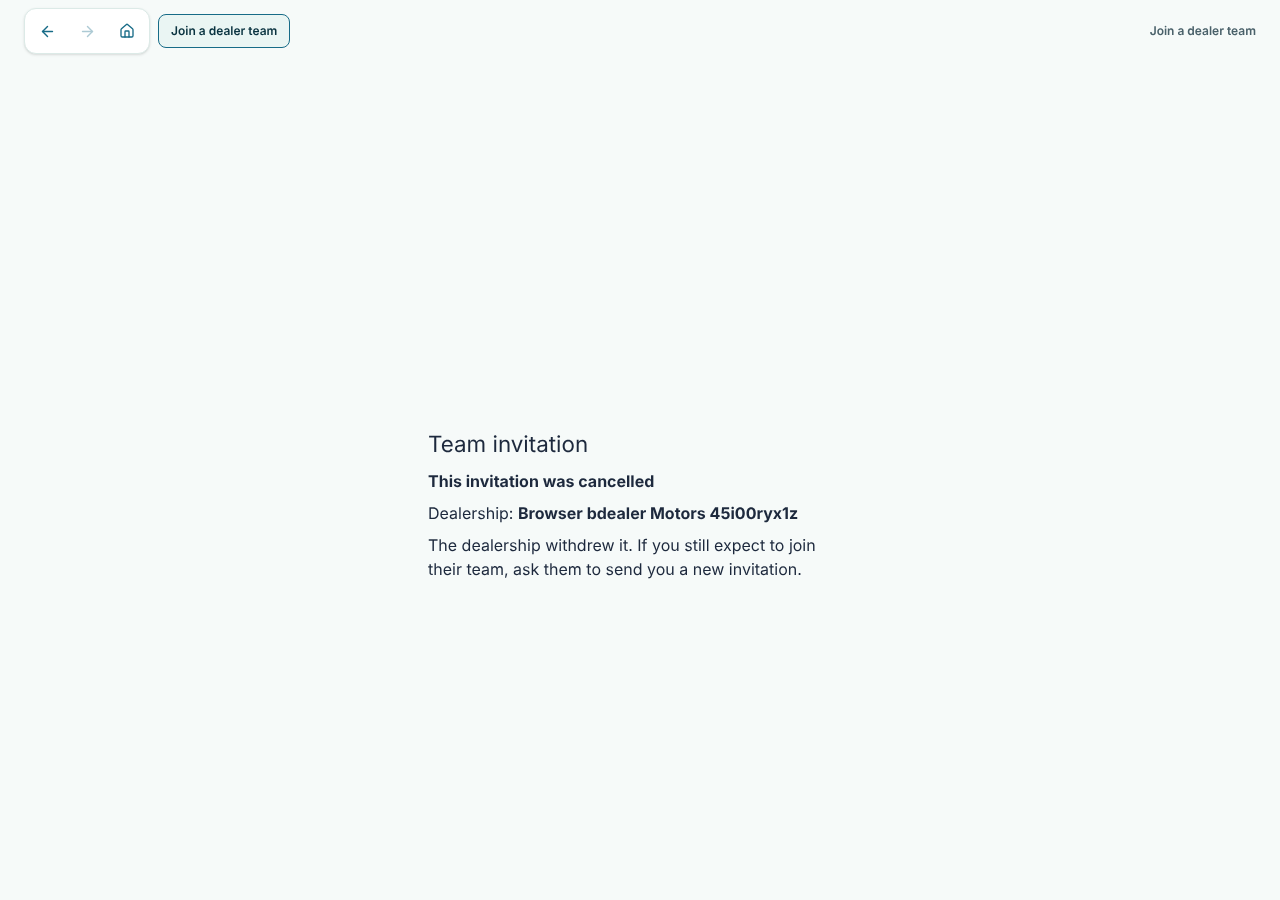 Join a dealer team
Join a dealer team
Team invitation
This invitation was cancelled
Dealership: Browser bdealer Motors 45i00ryx1z
The dealership withdrew it. If you still expect to join
their team, ask them to send you a new invitation.